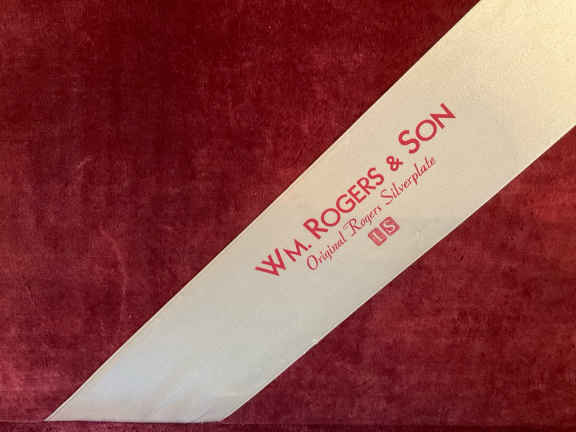 WM. ROGERS & SON
Original Rogers Silverplate
IS